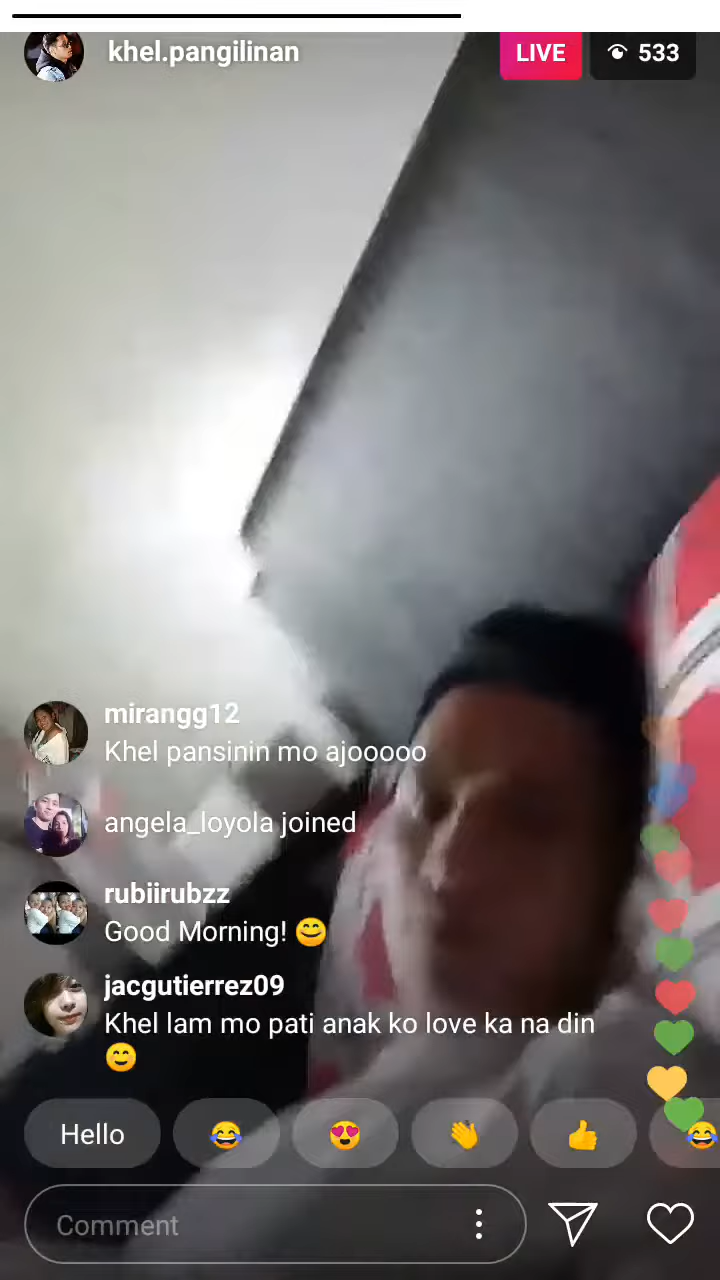 khel.pangilinan
LIVE
533
mirangg12
Khel pansinin mo ajooooo
angela_loyola joined
rubiirubzz
Good Morning! 😊
jacgutierrez09
Khel lam mo pati anak ko love ka na din
😊
Hello
Comment